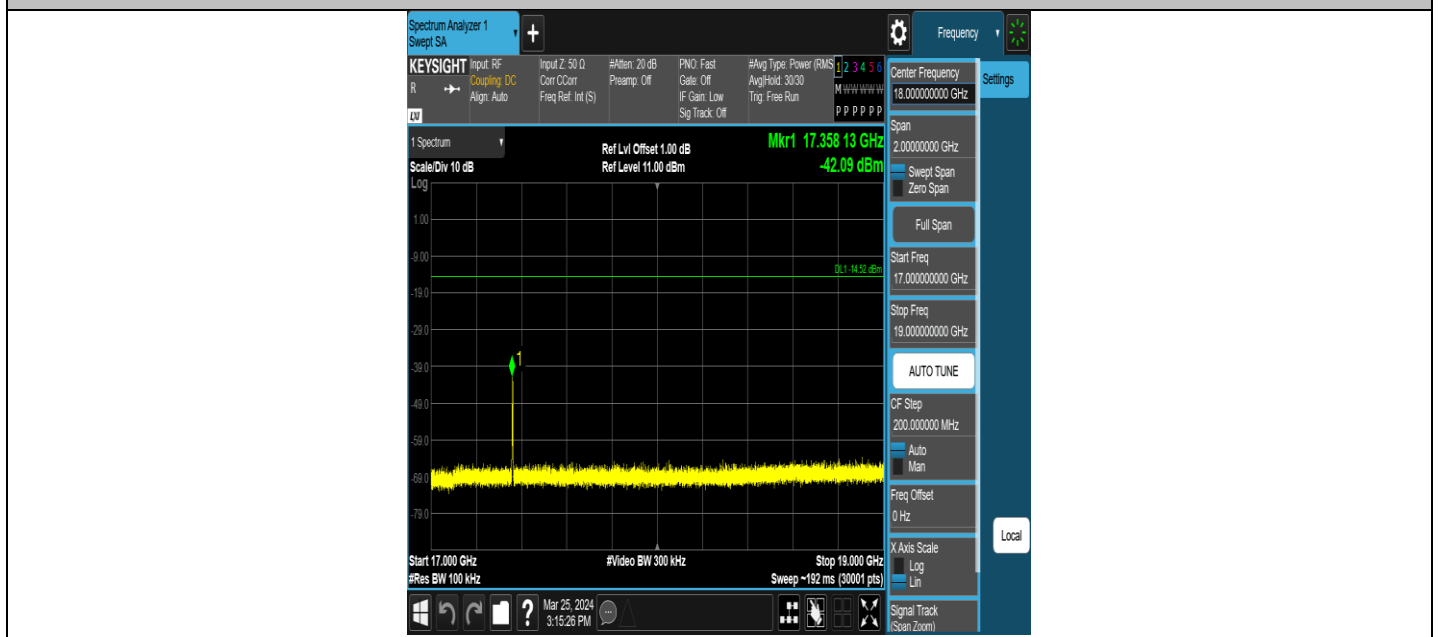 Spectrum Analyzer 1
Swept SA
+
Frequency
KEYSIGHT
R
LXI
Input: RF
Coupling: DC
Align: Auto
Input Z: 50 Ω
Corr CCorr
Freq Ref: Int (S)
#Atten: 20 dB
Preamp: Off
PNO: Fast
Gate: Off
IF Gain: Low
Sig Track: Off
#Avg Type: Power (RMS
Avg|Hold: 30/30
Trig: Free Run
1 2 3 4 5 6
M W W W W W
P P P P P P
1 Spectrum
Scale/Div 10 dB
Log
Ref Lvl Offset 1.00 dB
Ref Level 11.00 dBm
Mkr1 17.358 13 GHz
-42.09 dBm
1.00
-9.00
DL1 -14.52 dBm
-19.0
-29.0
1
-39.0
-49.0
-59.0
-69.0
-79.0
Start 17.000 GHz
#Res BW 100 kHz
#Video BW 300 kHz
Stop 19.000 GHz
Sweep ~192 ms (30001 pts)
?
Mar 25, 2024
3:15:26 PM
Center Frequency
18.000000000 GHz
Settings
Span
2.00000000 GHz
Swept Span
Zero Span
Full Span
Start Freq
17.000000000 GHz
Stop Freq
19.000000000 GHz
AUTO TUNE
CF Step
200.000000 MHz
Auto
Man
Freq Offset
0 Hz
X Axis Scale
Log
Lin
Local
Signal Track
(Span Zoom)